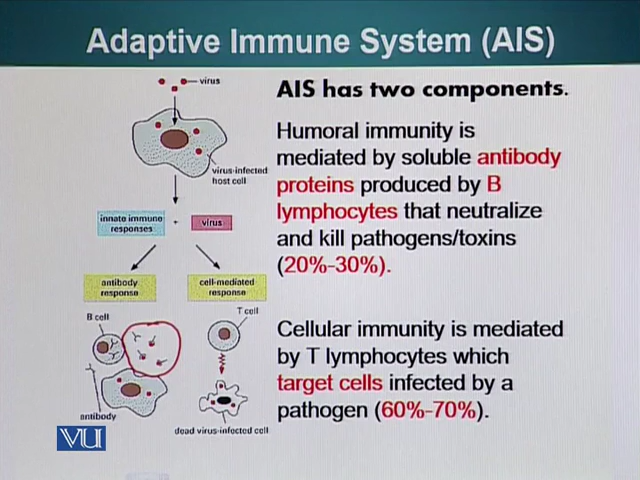 Adaptive Immune System (AIS)
virus
virus-infected
host cell
innate immune
responses
+
virus
antibody
response
cell-mediated
response
B cell
T cell
antibody
dead virus-infected cell
AIS has two components.
Humoral immunity is
mediated by soluble antibody
proteins produced by B
lymphocytes that neutralize
and kill pathogens/toxins
(20%-30%).
Cellular immunity is mediated
by T lymphocytes which
target cells infected by a
pathogen (60%-70%).
VU